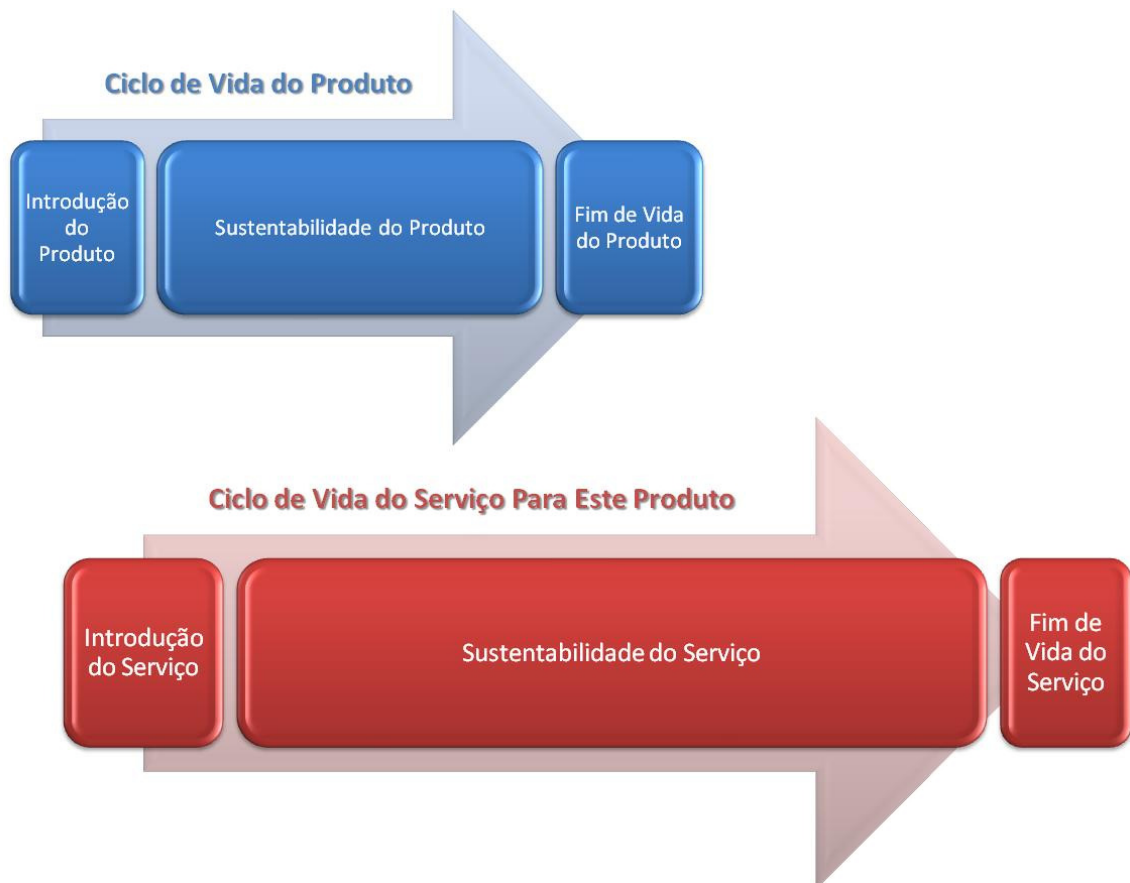 Ciclo de Vida do Produto
Introdução
do
Produto
Sustentabilidade do Produto
Fim de Vida
do Produto
Ciclo de Vida do Serviço Para Este Produto
Introdução
do Serviço
Sustentabilidade do Serviço
Fim de
Vida do
Serviço